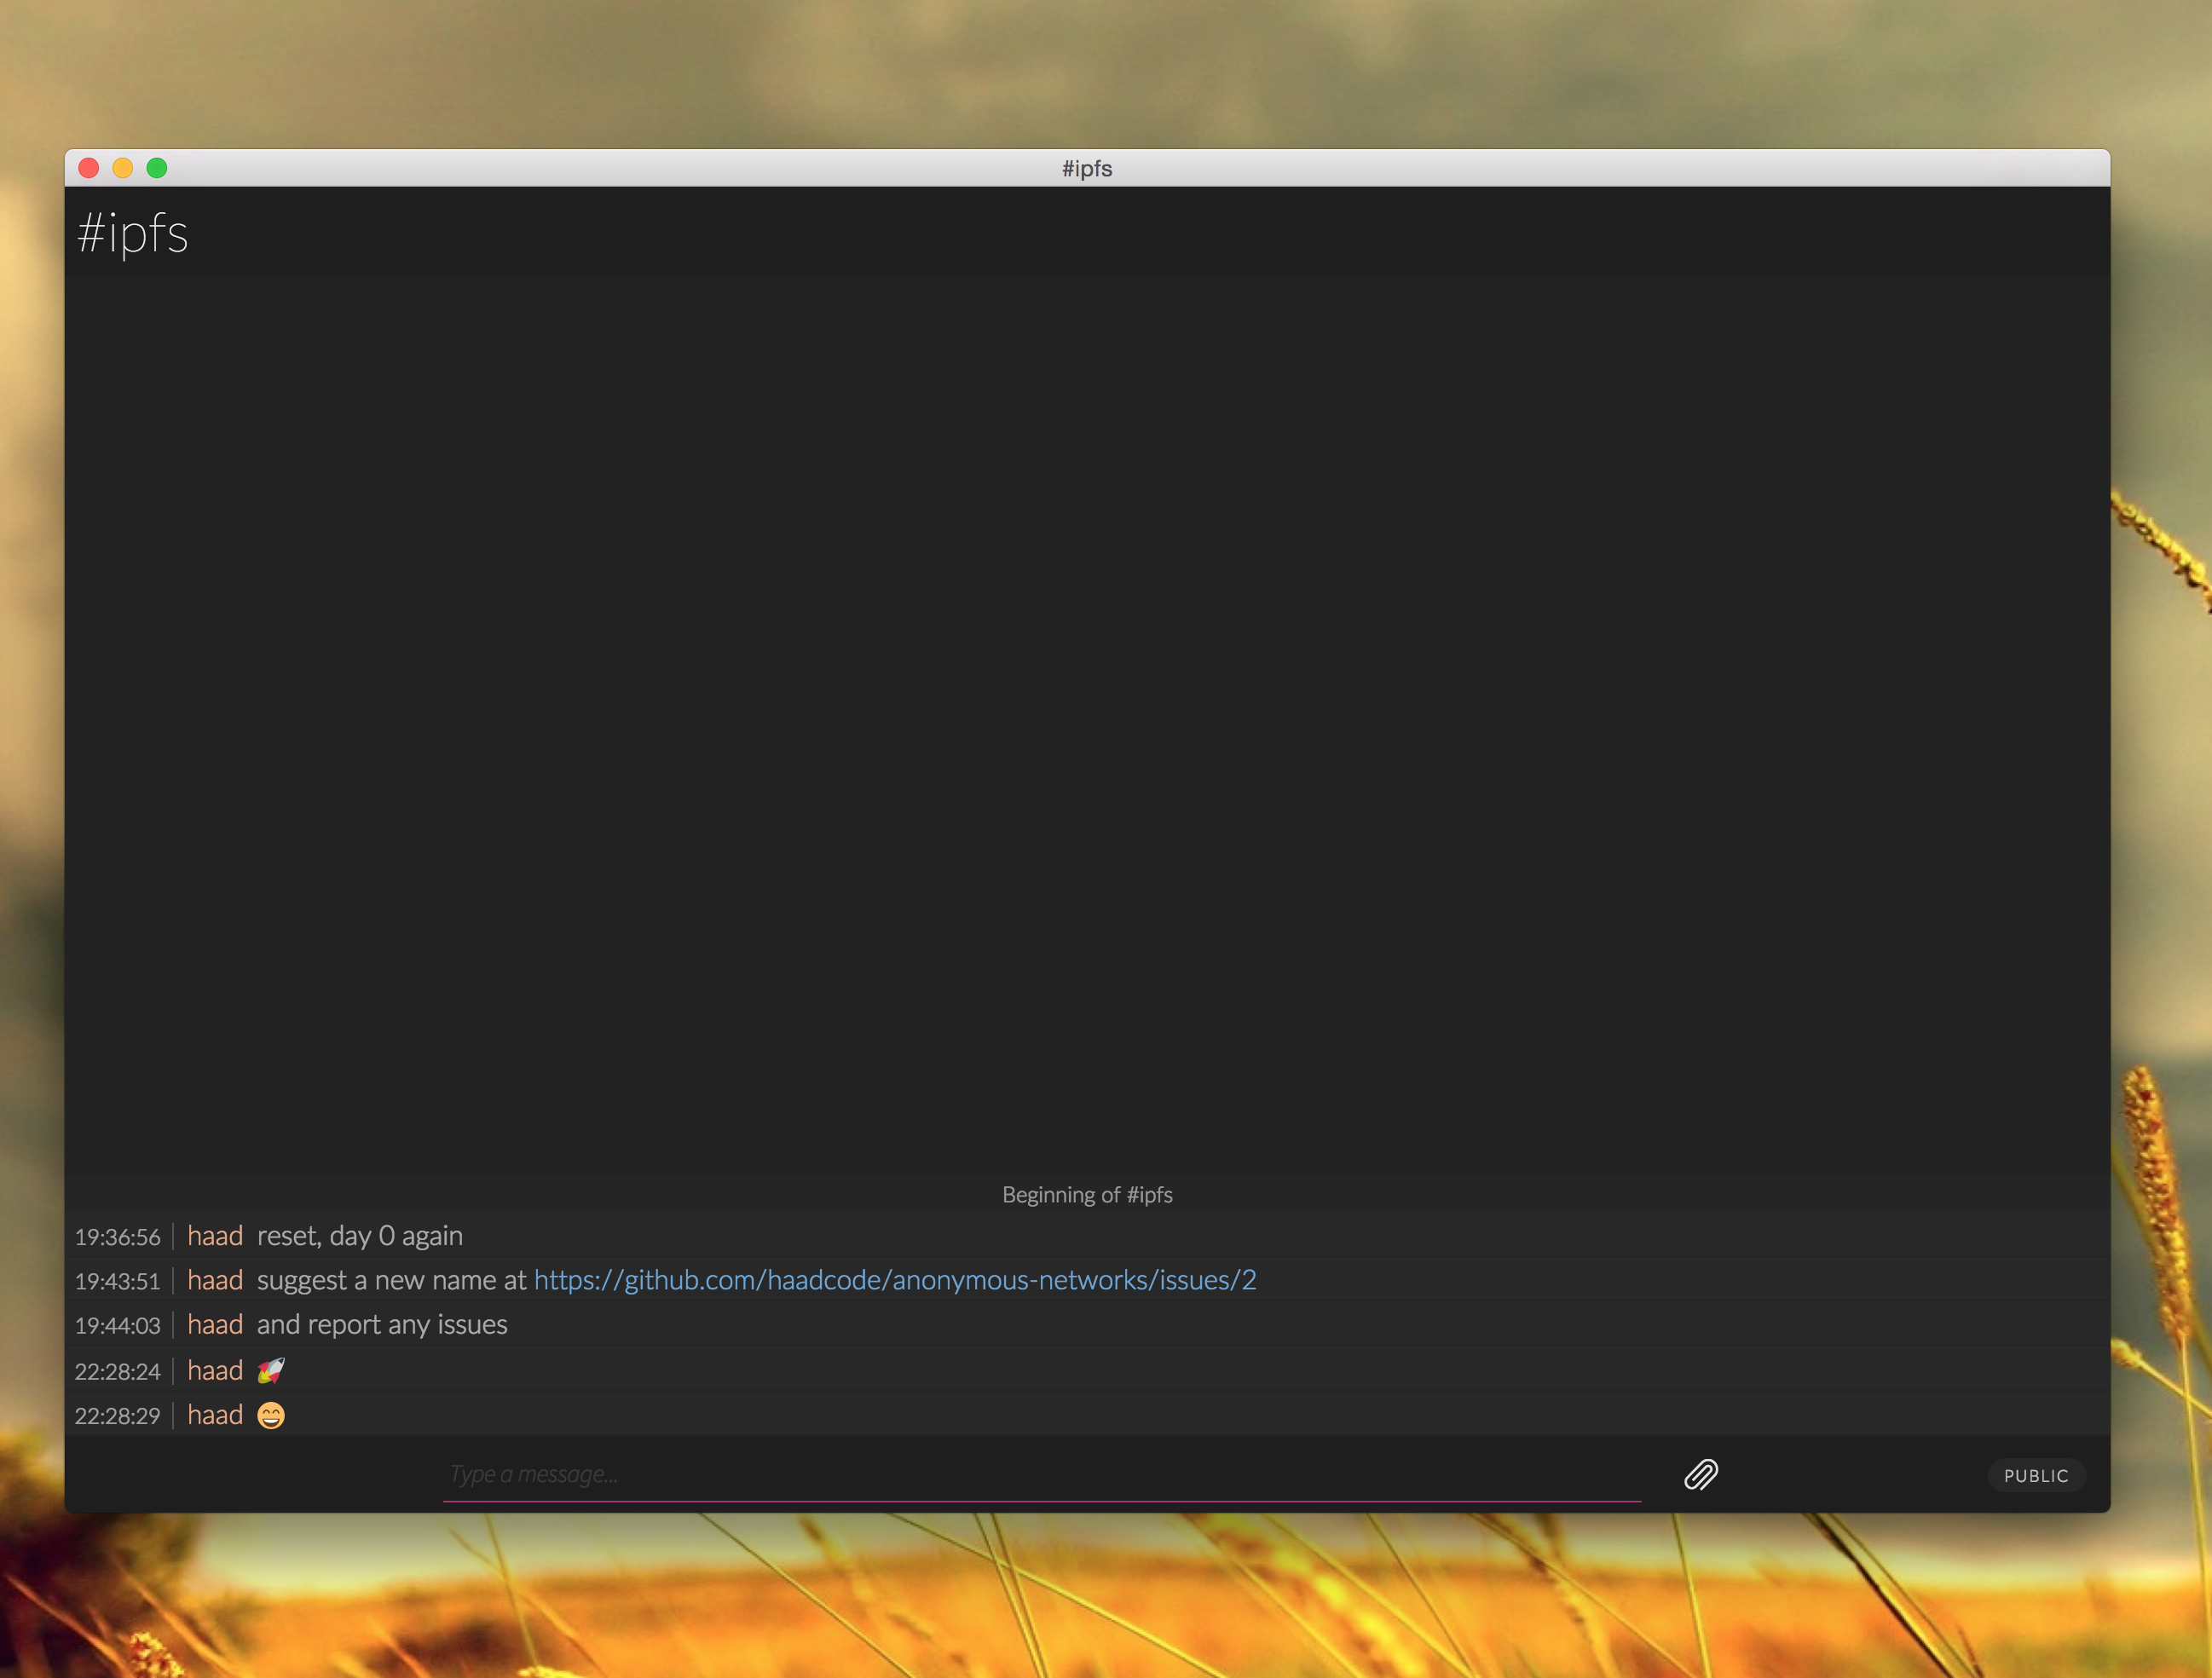 #ipfs
#ipfs
Beginning of #ipfs
19:36:56 haad reset, day 0 again
19:43:51 haad suggest a new name at https://github.com/haadcode/anonymous-networks/issues/2
19:44:03 haad and report any issues
22:28:24 haad 🚀
22:28:29 haad 😄
Type a message... PUBLIC